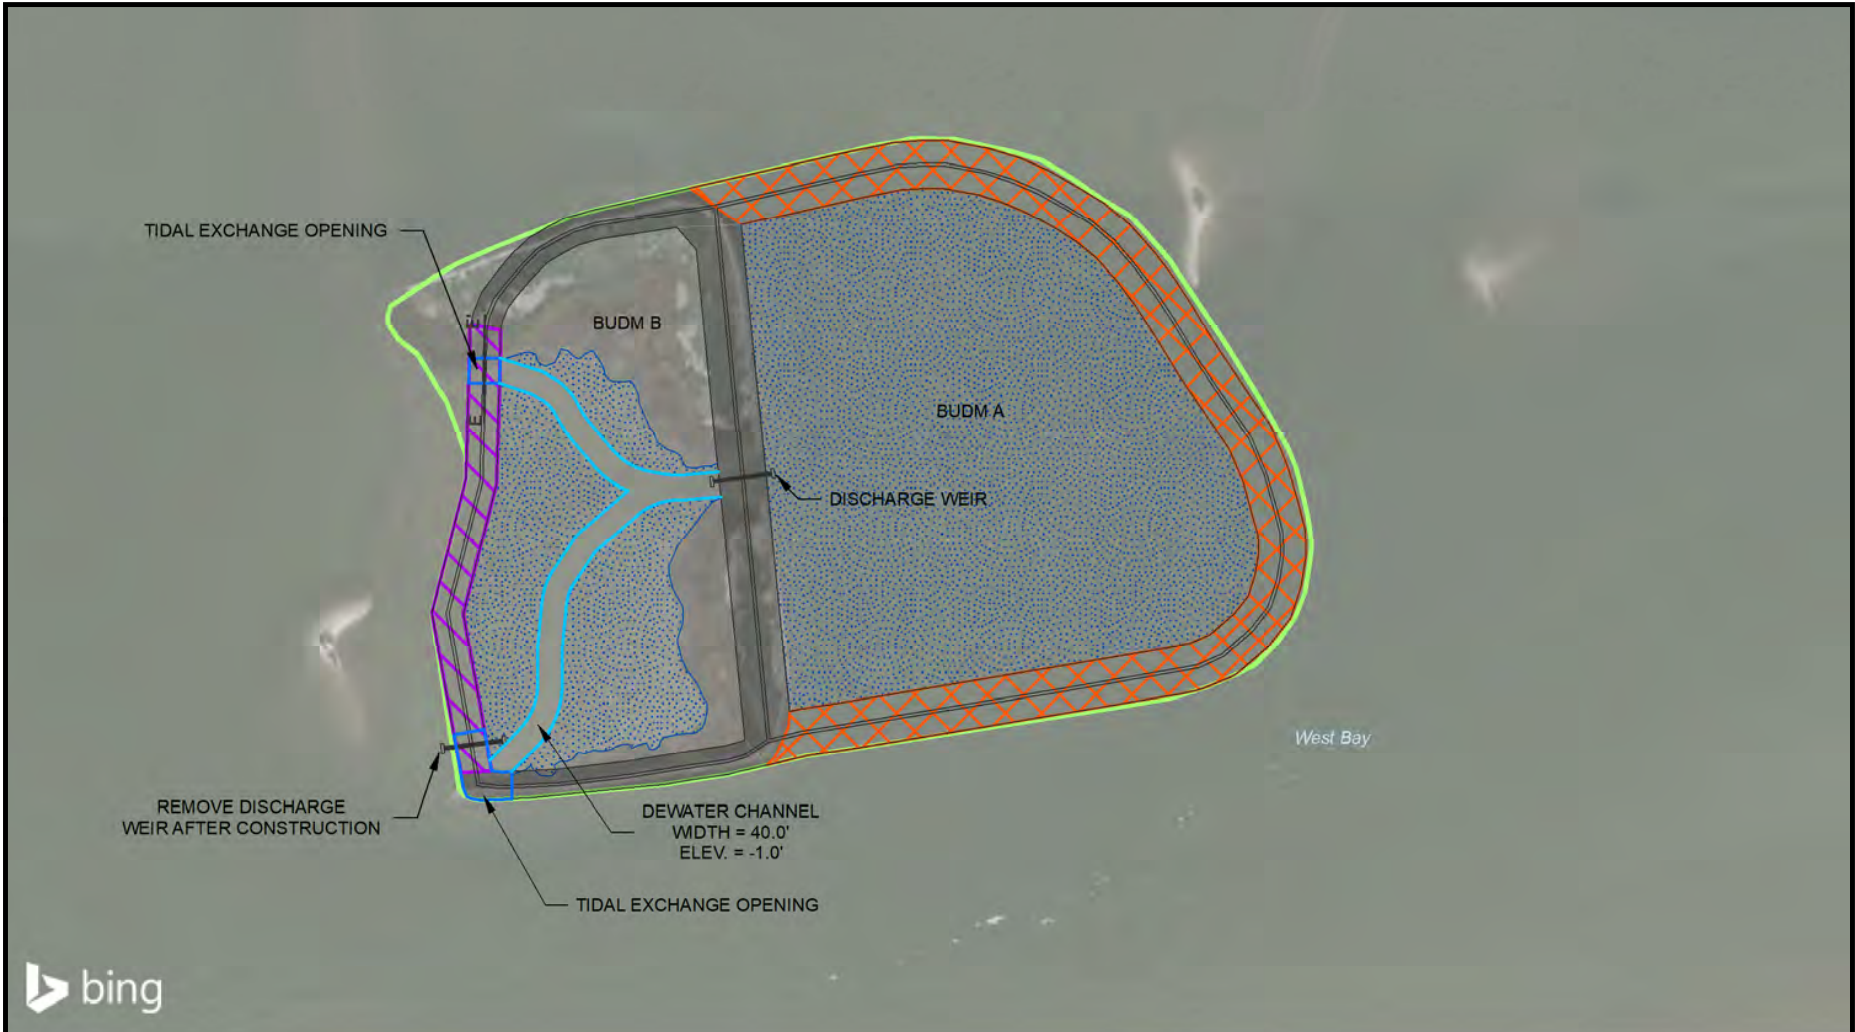 TIDAL EXCHANGE OPENING
BUDM B
E'
E
BUDM A
DISCHARGE WEIR
West Bay
REMOVE DISCHARGE
WEIR AFTER CONSTRUCTION
DEWATER CHANNEL
WIDTH = 40.0'
ELEV. = -1.0'
TIDAL EXCHANGE OPENING
bing